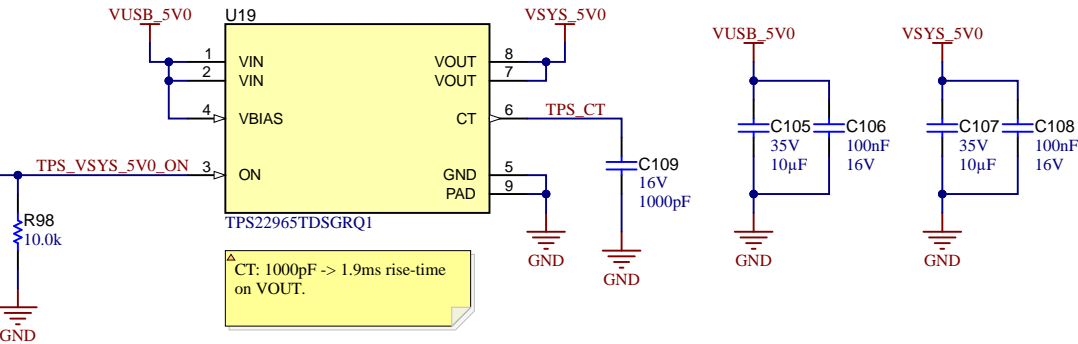 VUSB_5V0
U19
VSYS_5V0
1
VIN
VOUT
8
2
VIN
VOUT
7
4
VBIAS
CT
6
TPS_CT
TPS_VSYS_5V0_ON
3
ON
GND
5
PAD
9
TPS22965TDSGRQ1
R98
10.0k
GND
CT: 1000pF -> 1.9ms rise-time
on VOUT.
GND
C109
16V
1000pF
GND
VUSB_5V0
C105
35V
10µF
C106
100nF
16V
GND
VSYS_5V0
C107
35V
10µF
C108
100nF
16V
GND